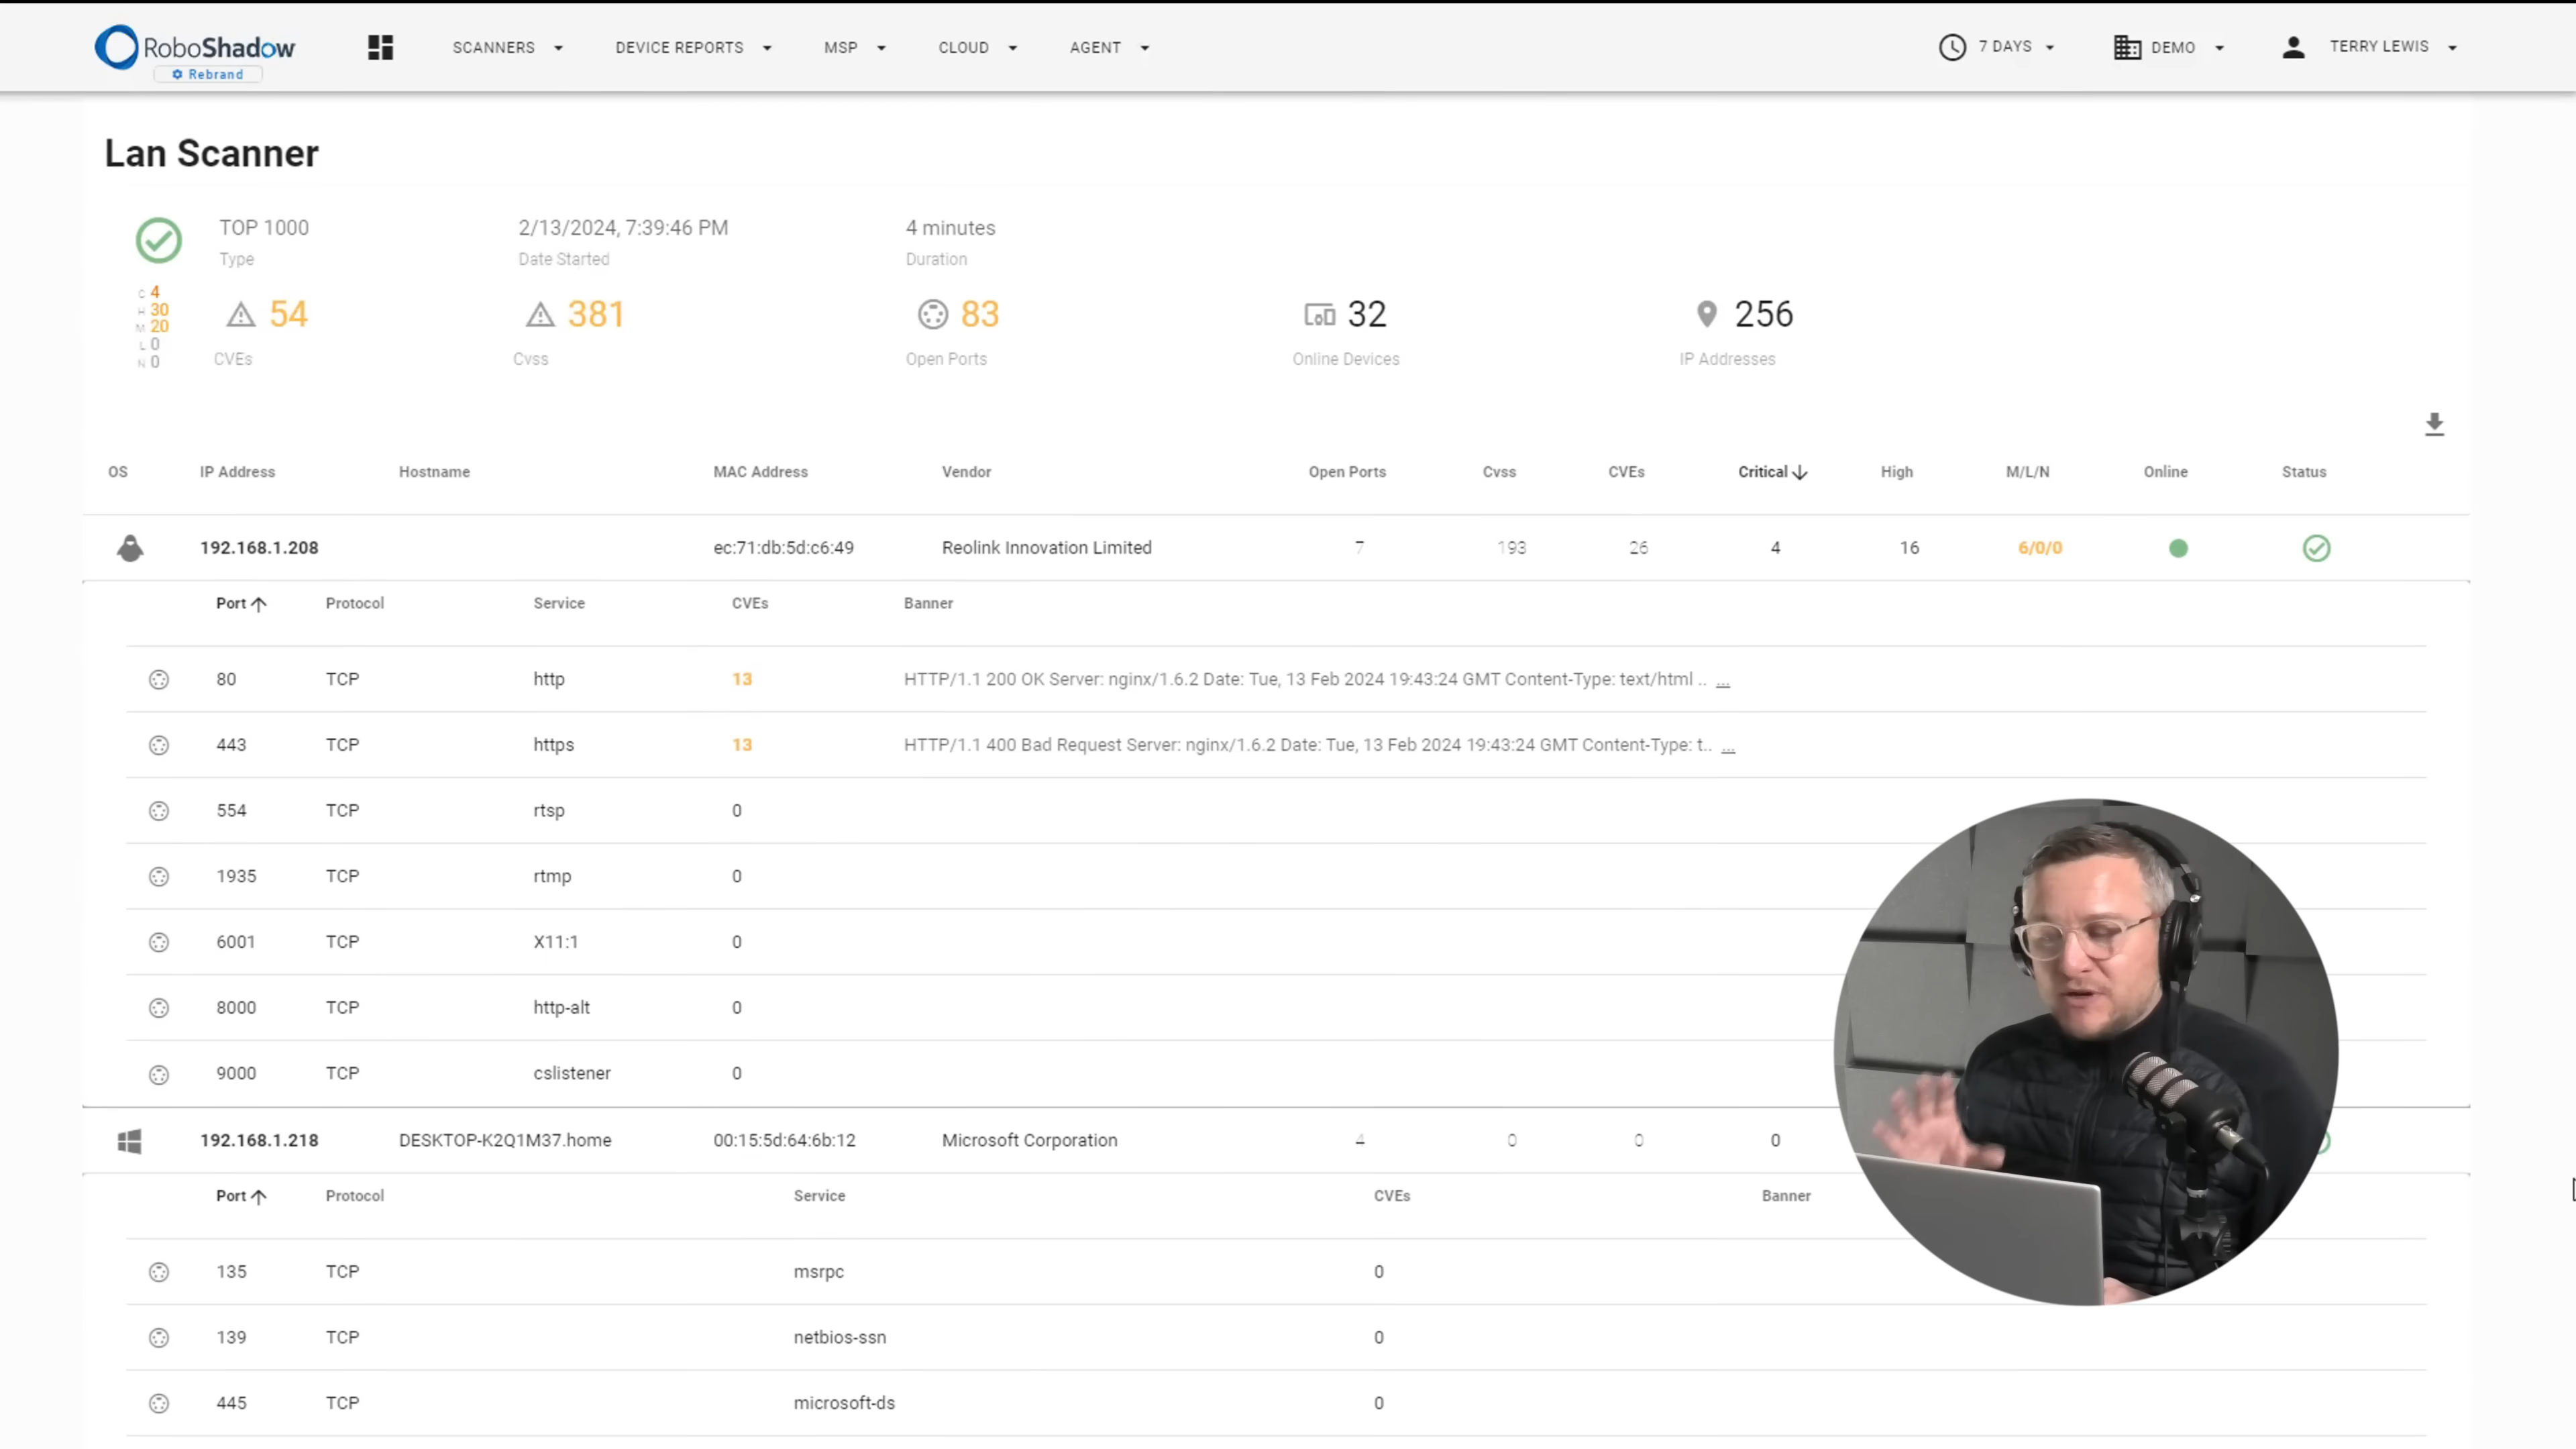 RoboShadow
Rebrand
SCANNERS DEVICE REPORTS MSP CLOUD AGENT 7 DAYS DEMO TERRY LEWIS
Lan Scanner
TOP 1000 2/13/2024, 7:39:46 PM 4 minutes
Type Date Started Duration
C 4
H 30
M 20
L 0
N 0
54 381 83 32 256
CVEs Cvss Open Ports Online Devices IP Addresses
OS IP Address Hostname MAC Address Vendor Open Ports Cvss CVEs Critical High M/L/N Online Status
192.168.1.208 ec:71:db:5d:c6:49 Reolink Innovation Limited 7 193 26 4 16 6/0/0
Port Protocol Service CVEs Banner
80 TCP http 13 HTTP/1.1 200 OK Server: nginx/1.6.2 Date: Tue, 13 Feb 2024 19:43:24 GMT Content-Type: text/html .. ...
443 TCP https 13 HTTP/1.1 400 Bad Request Server: nginx/1.6.2 Date: Tue, 13 Feb 2024 19:43:24 GMT Content-Type: t.. ...
554 TCP rtsp 0
1935 TCP rtmp 0
6001 TCP X11:1 0
8000 TCP http-alt 0
9000 TCP cslistener 0
192.168.1.218 DESKTOP-K2Q1M37.home 00:15:5d:64:6b:12 Microsoft Corporation 4 0 0 0
Port Protocol Service CVEs Banner
135 TCP msrpc 0
139 TCP netbios-ssn 0
445 TCP microsoft-ds 0